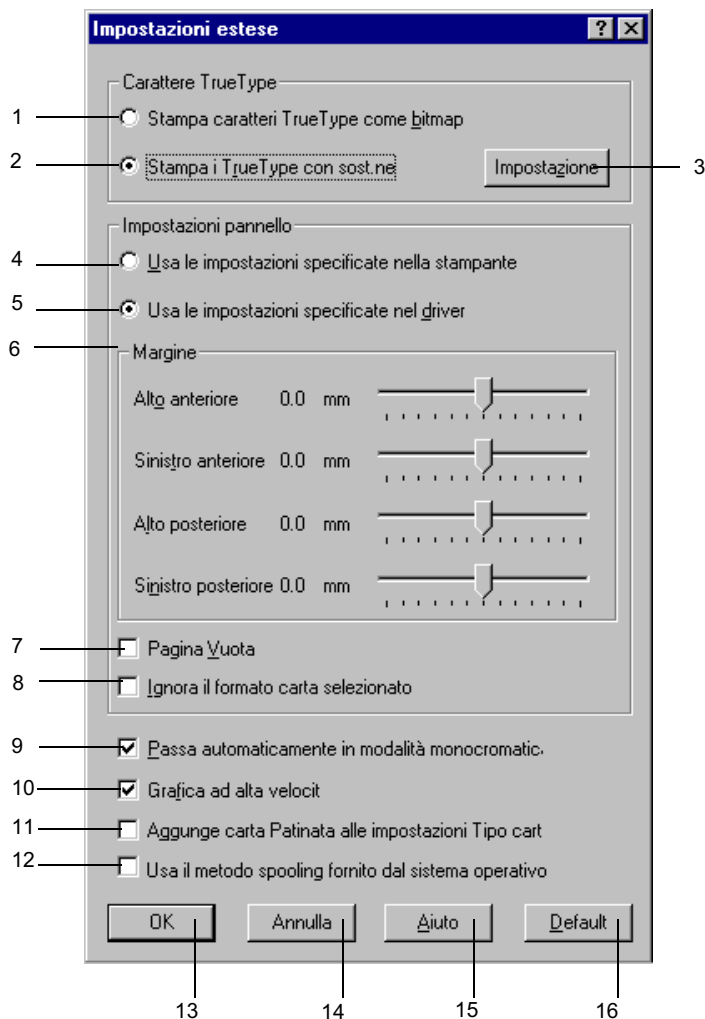 Impostazioni estese
Carattere TrueType
1 Stampa caratteri TrueType come bitmap
2 Stampa i TrueType con sost.ne Impostazione 3
Impostazioni pannello
4 Usa le impostazioni specificate nella stampante
5 Usa le impostazioni specificate nel driver
6 Margine
Alto anteriore 0.0 mm
Sinistro anteriore 0.0 mm
Alto posteriore 0.0 mm
Sinistro posteriore 0.0 mm
7 Pagina Vuota
8 Ignora il formato carta selezionato
9 Passa automaticamente in modalità monocromatic.
10 Grafica ad alta velocit
11 Aggunge carta Patinata alle impostazioni Tipo cart
12 Usa il metodo spooling fornito dal sistema operativo
OK Annulla Aiuto Default
13 14 15 16